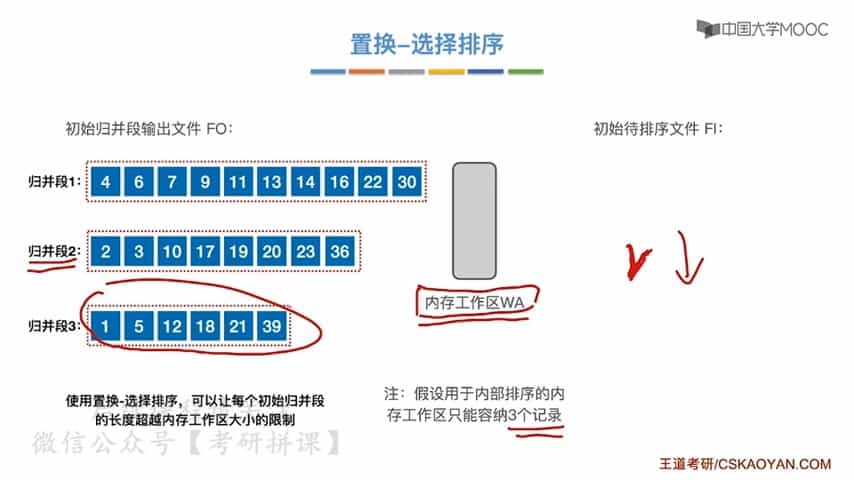 中国大学MOOC
置换-选择排序
初始归并段输出文件 FO：
初始待排序文件 FI：
归并段1： 4 6 7 9 11 13 14 16 22 30
归并段2： 2 3 10 17 19 20 23 36
内存工作区WA
归并段3： 1 5 12 18 21 39
使用置换-选择排序，可以让每个初始归并段
的长度超越内存工作区大小的限制
注：假设用于内部排序的内
存工作区只能容纳3个记录
微信公众号【考研拼课】
王道考研/CSKAOYAN.COM